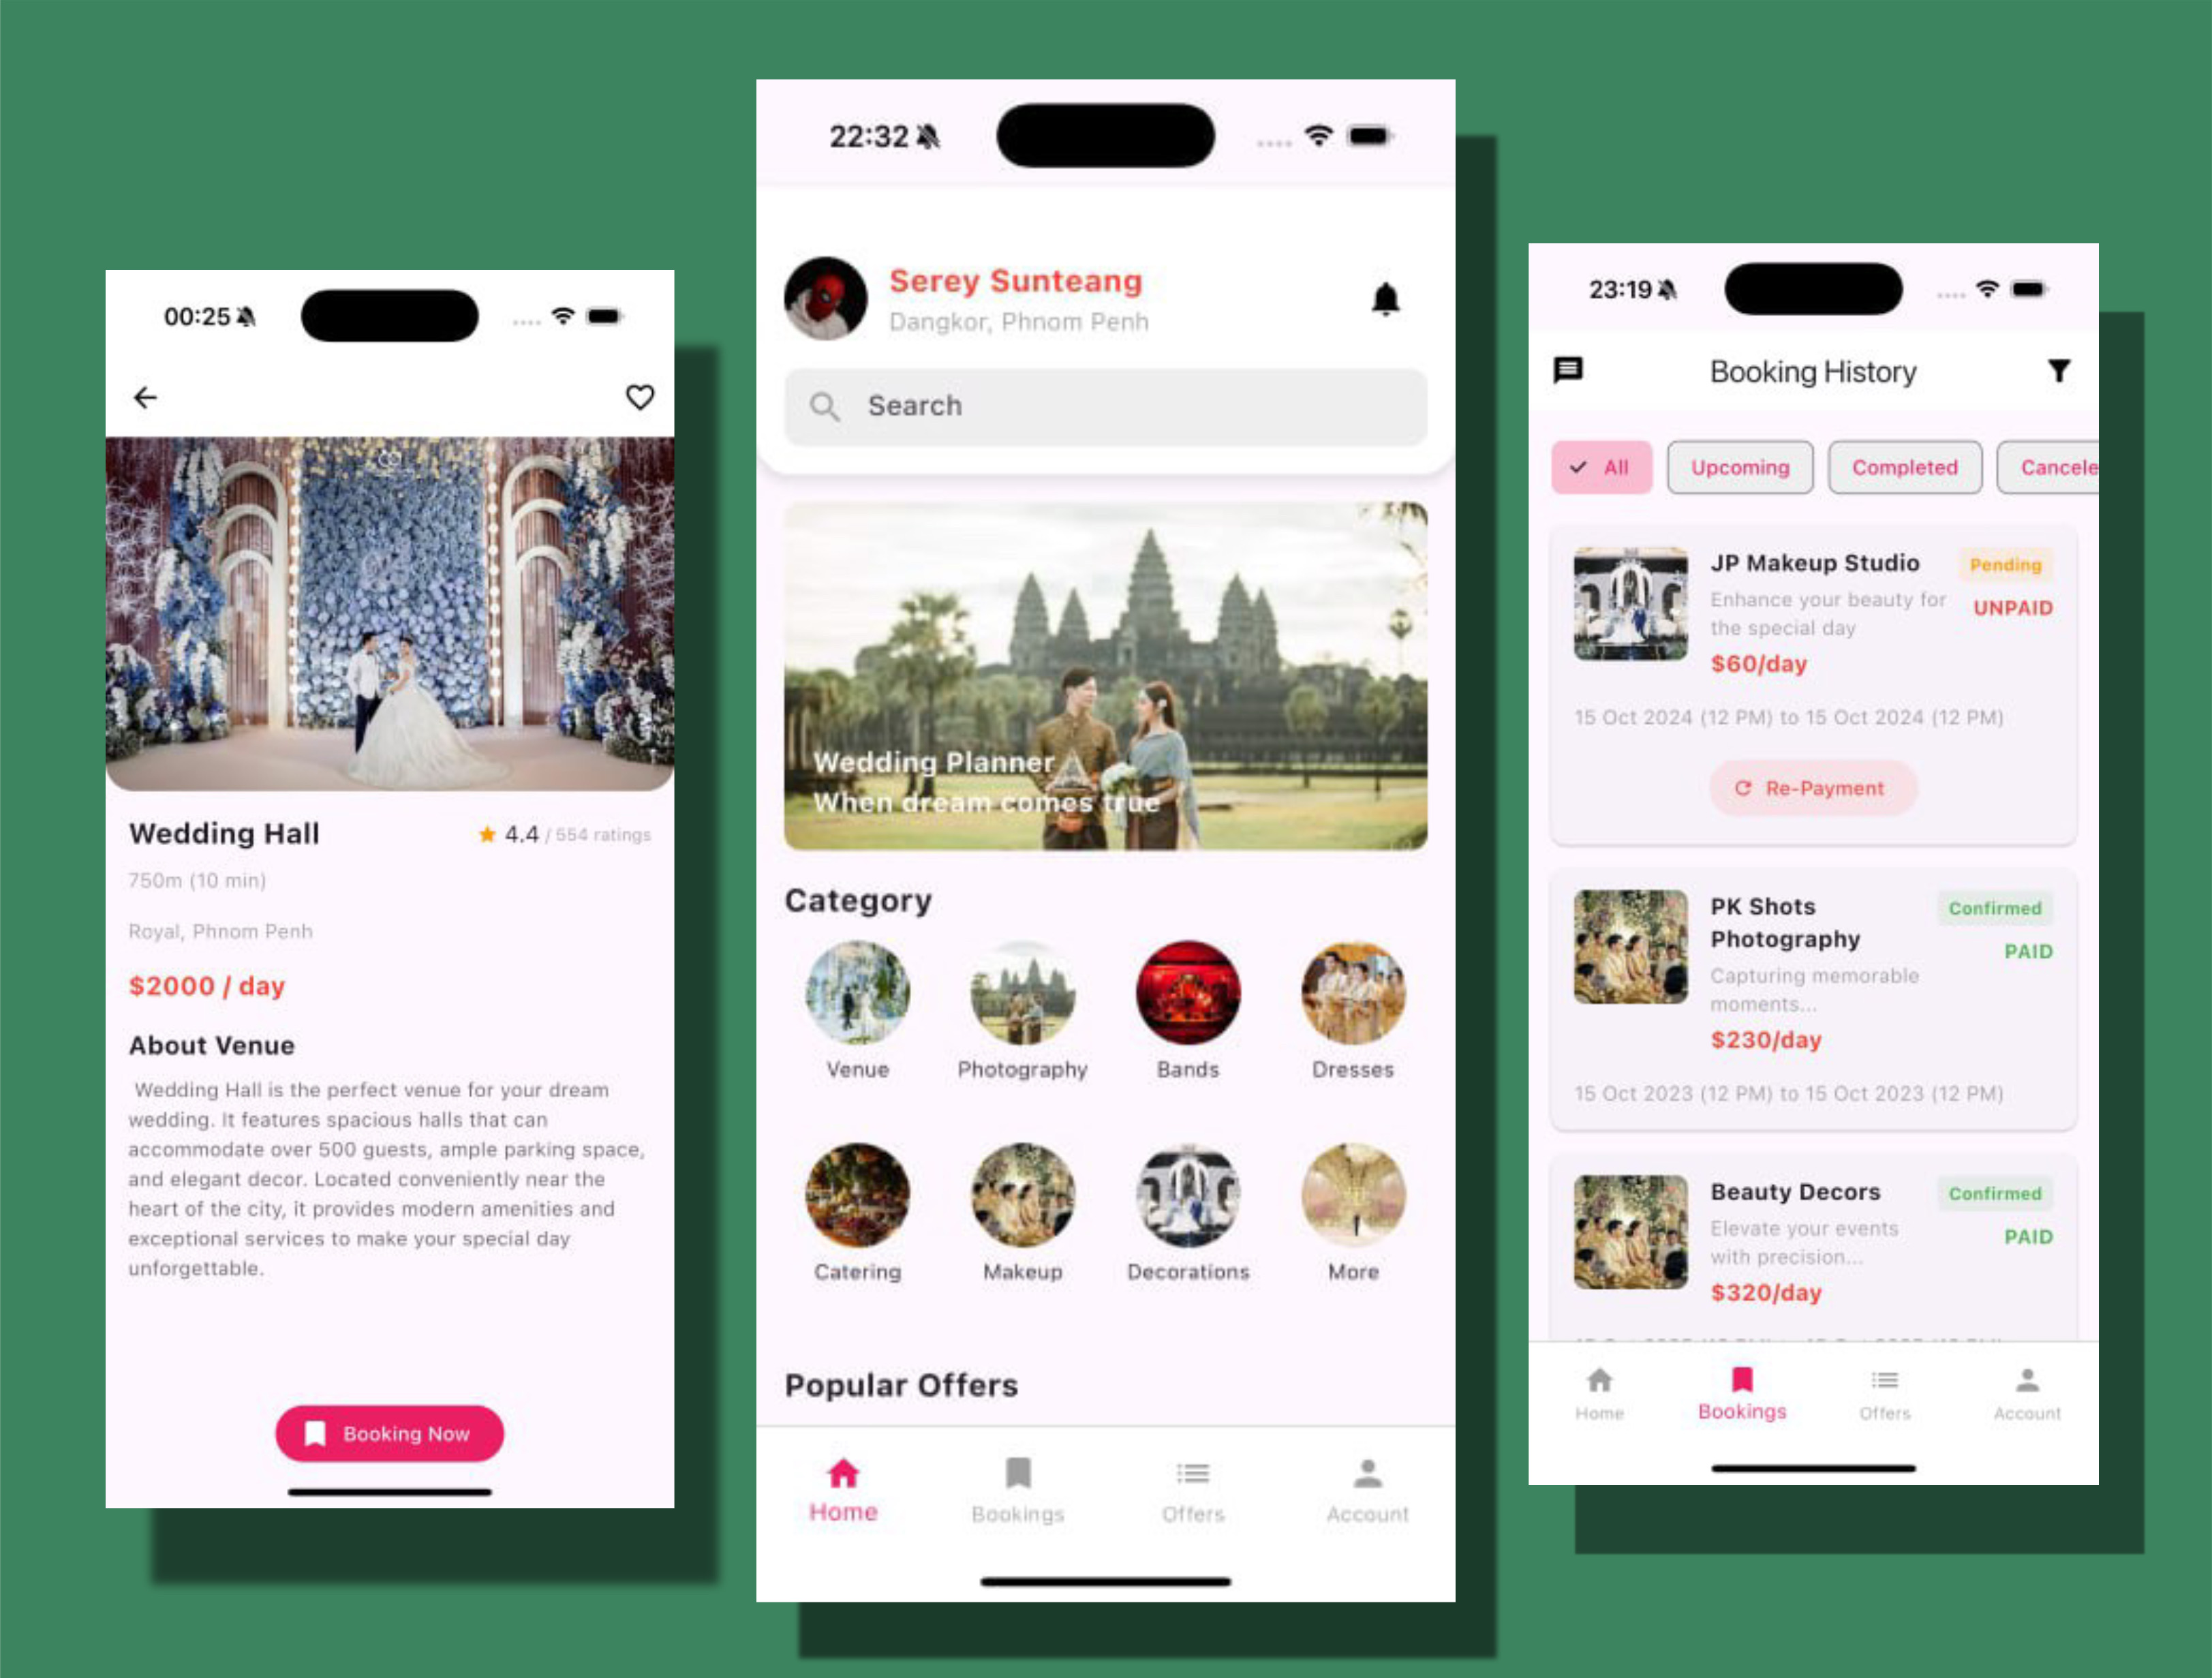 00:25
Wedding Hall
4.4 / 554 ratings
750m (10 min)
Royal, Phnom Penh
$2000 / day
About Venue
Wedding Hall is the perfect venue for your dream
wedding. It features spacious halls that can
accommodate over 500 guests, ample parking space,
and elegant decor. Located conveniently near the
heart of the city, it provides modern amenities and
exceptional services to make your special day
unforgettable.
Booking Now
22:32
Serey Sunteang
Dangkor, Phnom Penh
Search
Wedding Planner
When dream comes true
Category
Venue
Photography
Bands
Dresses
Catering
Makeup
Decorations
More
Popular Offers
Home
Bookings
Offers
Account
23:19
Booking History
All
Upcoming
Completed
Cancele
JP Makeup Studio
Pending
Enhance your beauty for
the special day
UNPAID
$60/day
15 Oct 2024 (12 PM) to 15 Oct 2024 (12 PM)
Re-Payment
PK Shots
Photography
Confirmed
PAID
Capturing memorable
moments...
$230/day
15 Oct 2023 (12 PM) to 15 Oct 2023 (12 PM)
Beauty Decors
Confirmed
Elevate your events
with precision...
PAID
$320/day
Home
Bookings
Offers
Account